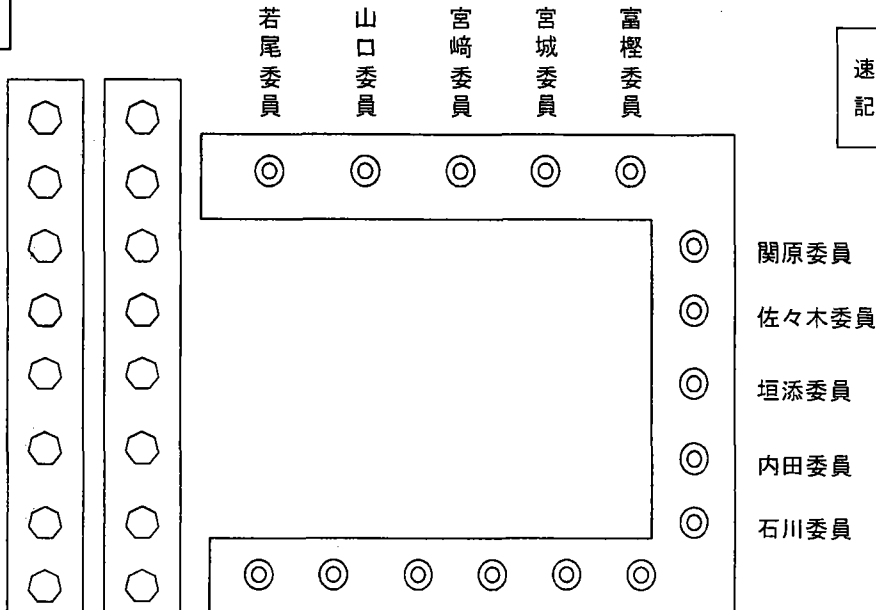 若尾委員
山口委員
宮﨑委員
宮城委員
富樫委員
速記
関原委員
佐々木委員
垣添委員
内田委員
石川委員